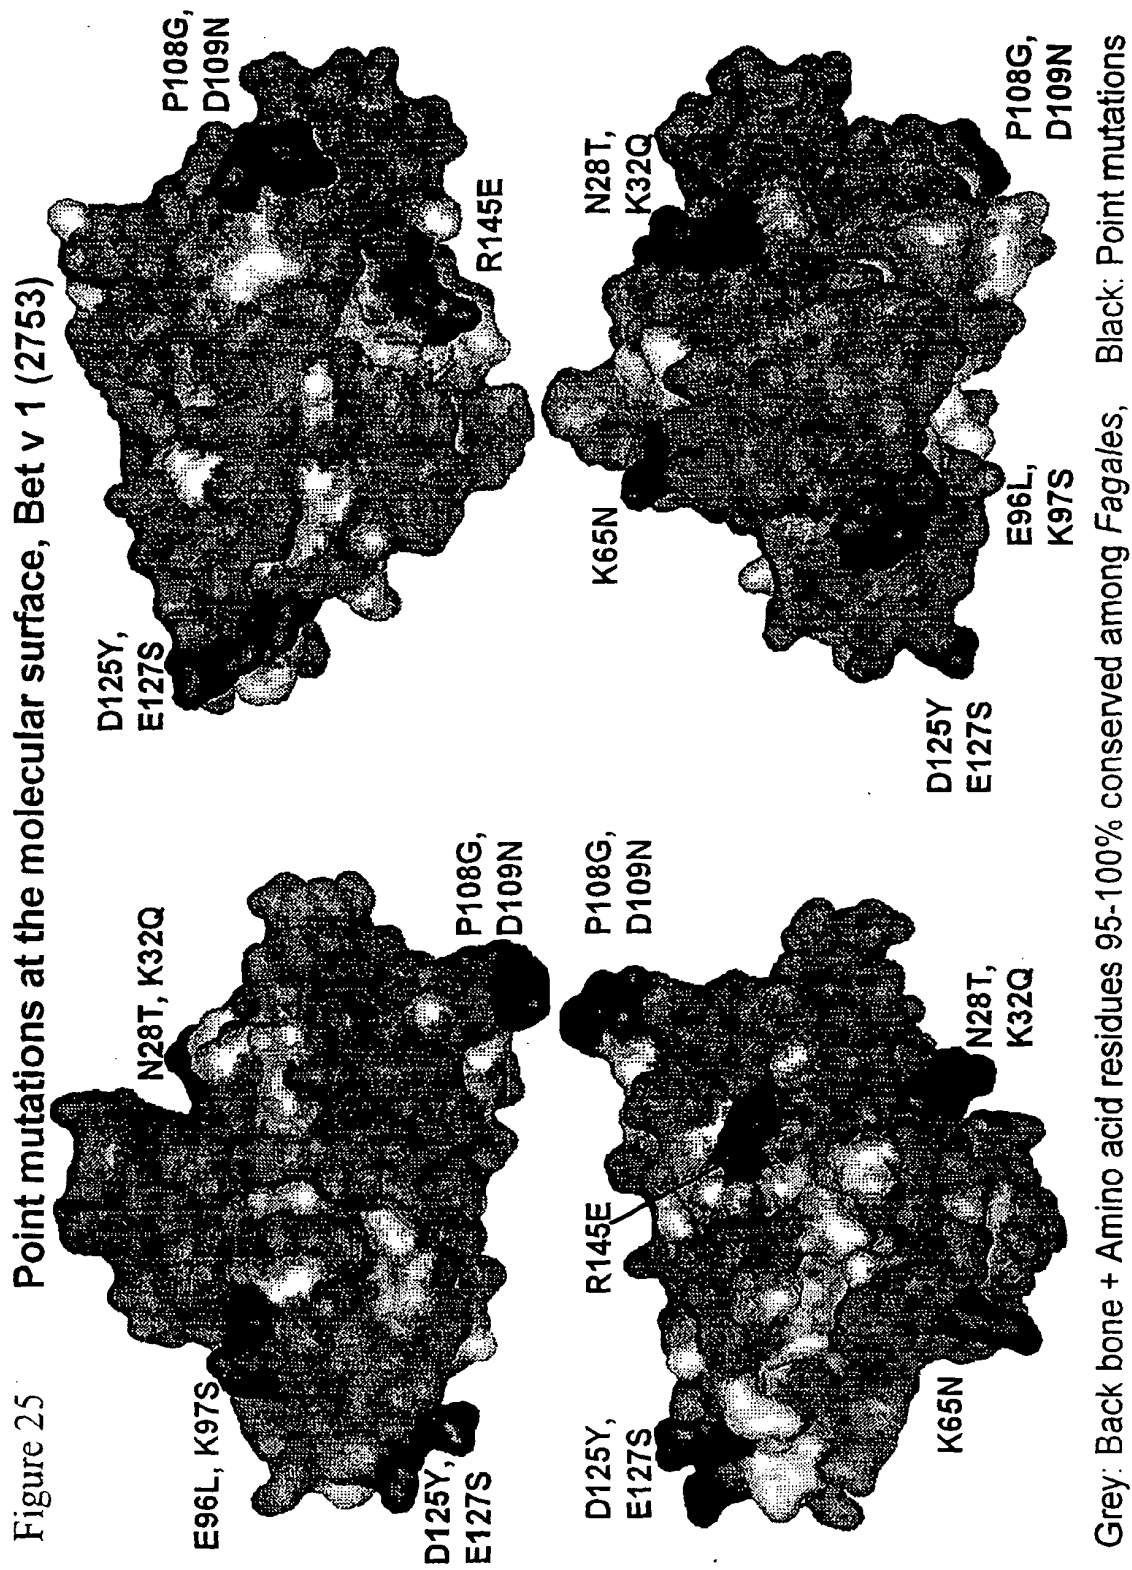 Figure 25
Point mutations at the molecular surface, Bet v 1 (2753)
E96L, K97S
N28T, K32Q
D125Y,
E127S
P108G,
D109N
D125Y,
E127S
P108G,
D109N
R145E
D125Y,
E127S
R145E
P108G,
D109N
K65N
N28T,
K32Q
K65N
N28T,
K32Q
D125Y
E127S
E96L,
K97S
P108G,
D109N
Grey: Back bone + Amino acid residues 95-100% conserved among Fagales, Black: Point mutations